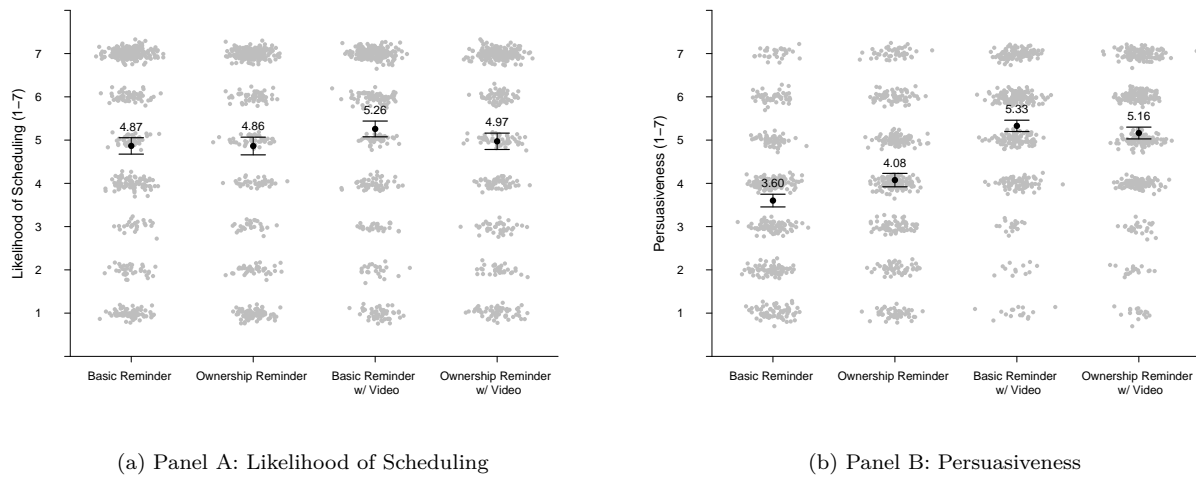 Likelihood of Scheduling (1−7)
7
6
5
4
3
2
1
4.87
4.86
5.26
4.97
Basic Reminder
Ownership Reminder
Basic Reminder
w/ Video
Ownership Reminder
w/ Video
(a) Panel A: Likelihood of Scheduling
Persuasiveness (1−7)
7
6
5
4
3
2
1
3.60
4.08
5.33
5.16
Basic Reminder
Ownership Reminder
Basic Reminder
w/ Video
Ownership Reminder
w/ Video
(b) Panel B: Persuasiveness